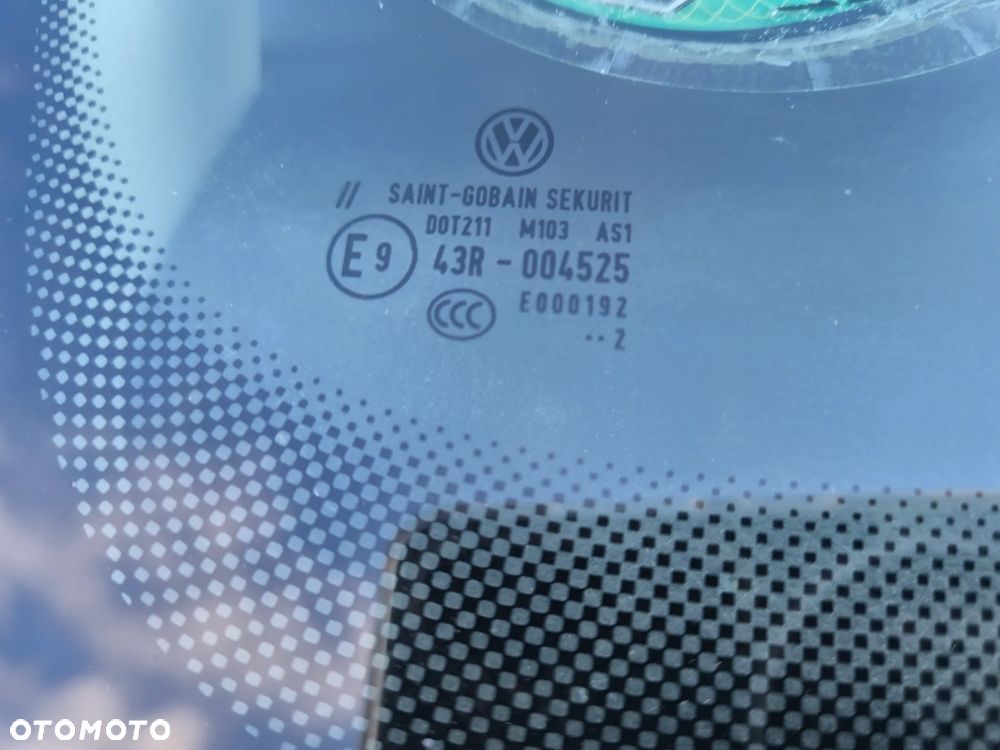 // SAINT-GOBAIN SEKURIT
DOT211 M103 AS1
E9 43R - 004525
CCC E000192
·· 2
OTOMOTO